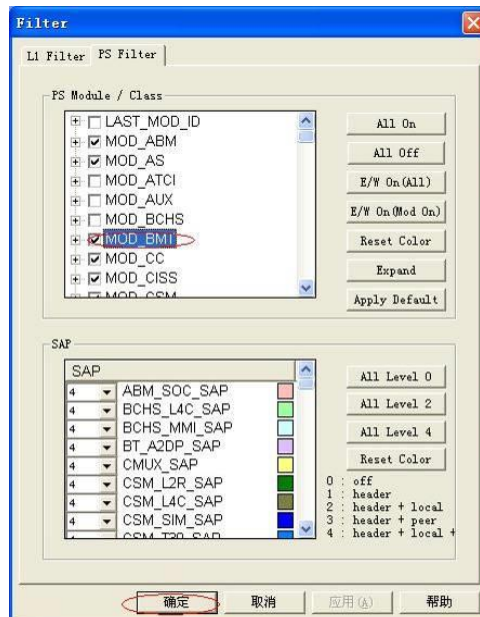 Filter
L1 Filter PS Filter
PS Module / Class
LAST_MOD_ID
MOD_ABM
MOD_AS
MOD_ATCI
MOD_AUX
MOD_BCHS
MOD_BMI
MOD_CC
MOD_CISS
MOD_CSM
All On
All Off
E/W On(All)
E/W On(Mod On)
Reset Color
Expand
Apply Default
SAP
SAP
4 ABM_SOC_SAP
4 BCHS_L4C_SAP
4 BCHS_MMI_SAP
4 BT_A2DP_SAP
4 CMUX_SAP
4 CSM_L2R_SAP
4 CSM_L4C_SAP
4 CSM_SIM_SAP
4 CSM_T30_SAP
All Level 0
All Level 2
All Level 4
Reset Color
0 : off
1 : header
2 : header + local
3 : header + peer
4 : header + local +
确定 取消 应用(A) 帮助